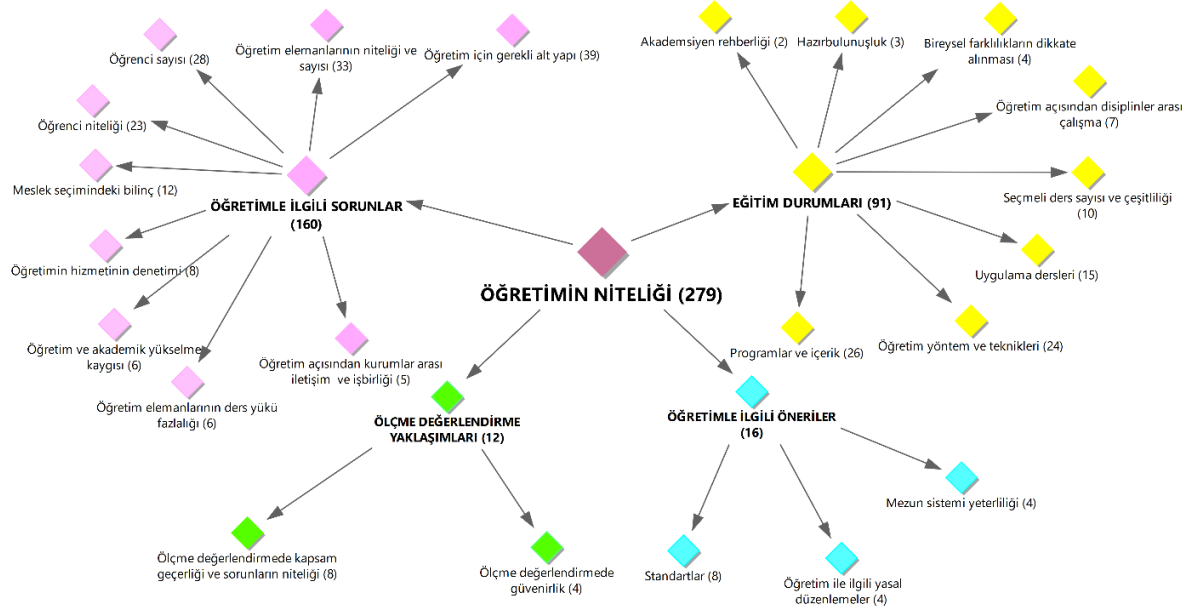 Öğrenci sayısı (28)
Öğretim elemanlarının niteliği ve
sayısı (33)
Öğretim için gerekli alt yapı (39)
Öğrenci niteliği (23)
Meslek seçimindeki bilinç (12)
ÖĞRETİMLE İLGİLİ SORUNLAR
(160)
Öğretimin hizmetinin denetimi (8)
Öğretim ve akademik yükselme
kaygısı (6)
Öğretim elemanlarının ders yükü
fazlalığı (6)
Öğretim açısından kurumlar arası
iletişim ve işbirliği (5)
Akademisyen rehberliği (2)
Hazırbulunuşluk (3)
Bireysel farklılıkların dikkate
alınması (4)
Öğretim açısından disiplinler arası
çalışma (7)
EĞİTİM DURUMLARI (91)
Seçmeli ders sayısı ve çeşitliliği
(10)
Uygulama dersleri (15)
Öğretim yöntem ve teknikleri (24)
Programlar ve içerik (26)
ÖĞRETİMİN NİTELİĞİ (279)
ÖLÇME DEĞERLENDİRME
YAKLAŞIMLARI (12)
Ölçme değerlendirmede kapsam
geçerliği ve sorunların niteliği (8)
Ölçme değerlendirmede
güvenirlik (4)
ÖĞRETİMLE İLGİLİ ÖNERİLER
(16)
Mezun sistemi yeterliliği (4)
Standartlar (8)
Öğretim ile ilgili yasal
düzenlemeler (4)